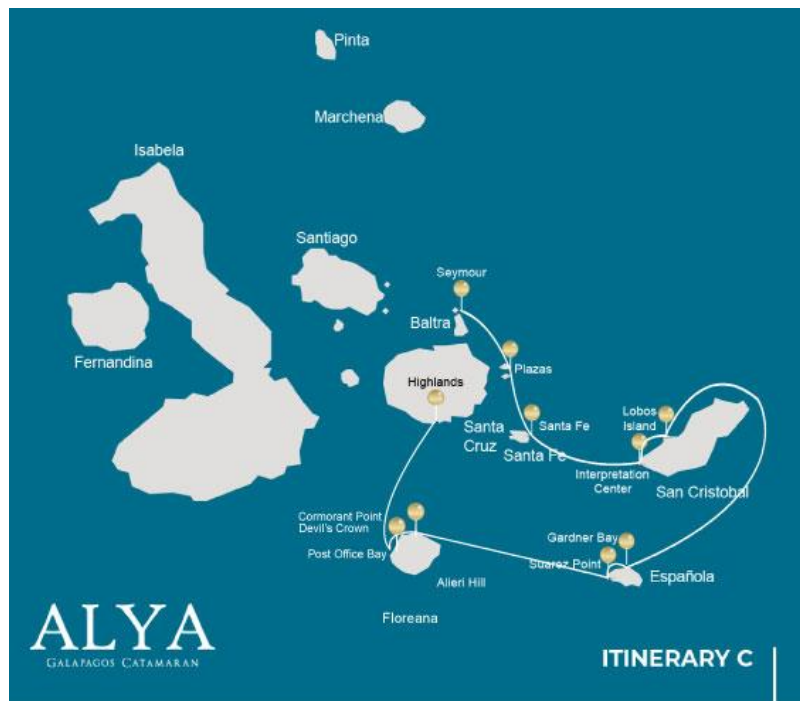 Pinta
Marchena
Isabela
Santiago
Seymour
Baltra
Fernandina
Plazas
Highlands
Santa
Cruz
Santa Fe
Santa Fe
Lobos
Island
Interpretation
Center
San Cristobal
Cormorant Point
Devil's Crown
Post Office Bay
Alieri Hill
Floreana
Gardner Bay
Suarez Point
Española
ALYA
GALAPAGOS CATAMARAN
ITINERARY C